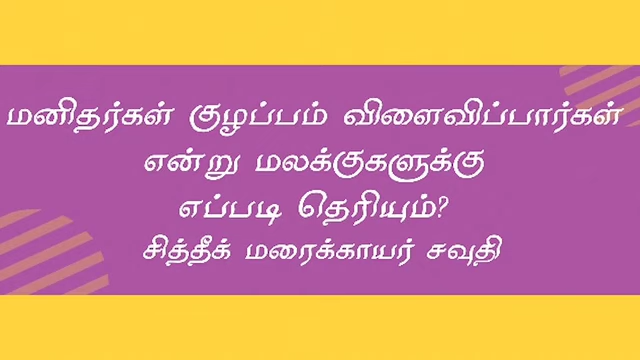 மனிதர்கள் குழப்பம் விளைவிப்பார்கள்
என்று மலக்குகளுக்கு
எப்படி தெரியும்?
சித்தீக் மரைக்காயர் சவுதி